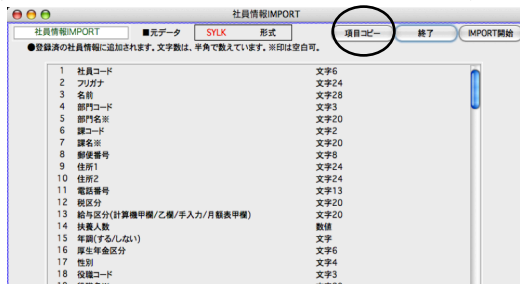 社員情報IMPORT
社員情報IMPORT ■元データ SYLK 形式 項目コピー 終了 IMPORT開始
●登録済の社員情報に追加されます。文字数は、半角で数えています。※印は空白可。
1 社員コード 文字6
2 フリガナ 文字24
3 名前 文字28
4 部門コード 文字3
5 部門名※ 文字20
6 課コード 文字2
7 課名※ 文字20
8 郵便番号 文字8
9 住所1 文字24
10 住所2 文字24
11 電話番号 文字13
12 税区分 文字20
13 給与区分(計算機甲欄/乙欄/手入力/月額表甲欄) 文字20
14 扶養人数 数値
15 年調(する/しない) 文字
16 厚生年金区分 文字6
17 性別 文字4
18 役職コード 文字3